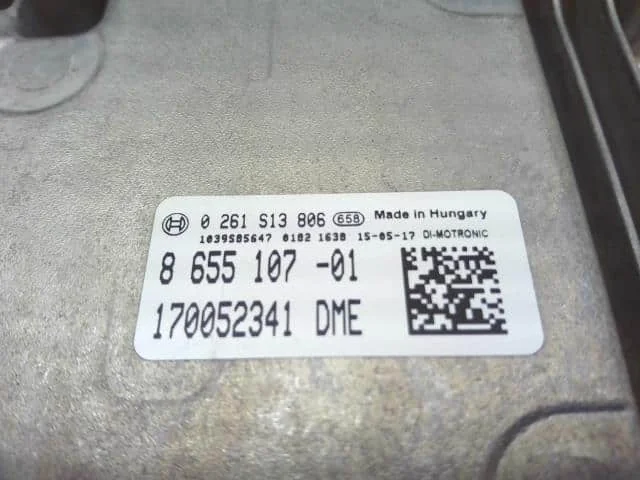 0 261 S13 806 658 Made in Hungary
1039S85647 0182 1638 15-05-17 DI-MOTRONIC
8 655 107 -01
170052341 DME